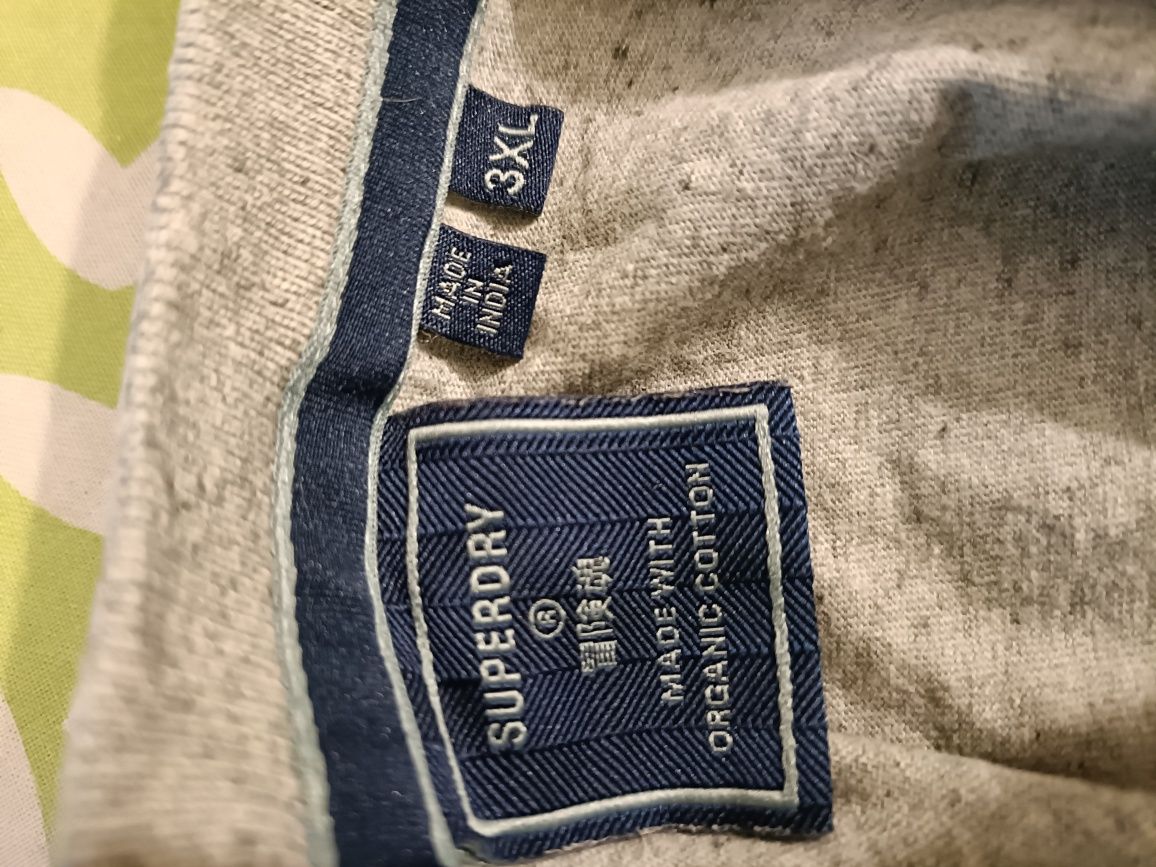 3XL
MADE
IN
INDIA
SUPERDRY
®
冒険魂
MADE WITH
ORGANIC COTTON